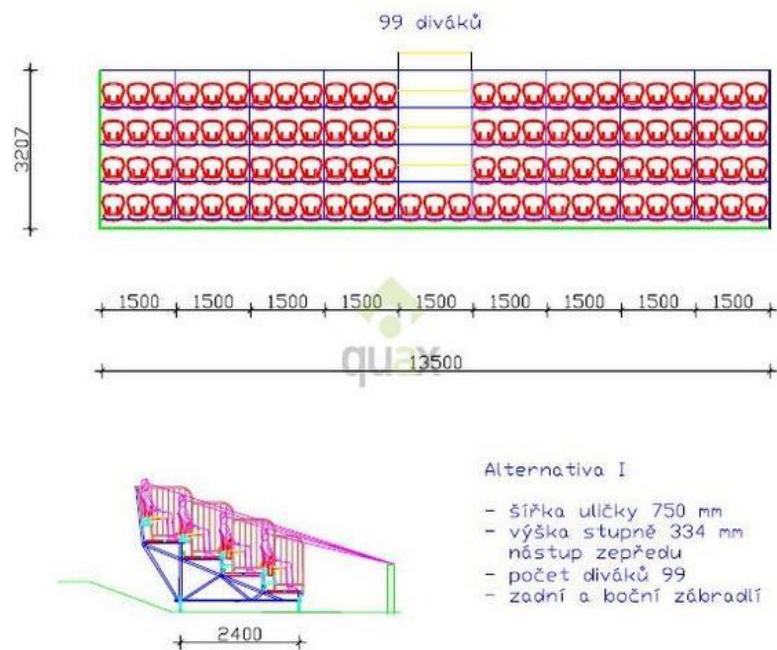 99 diváků
3207
1500 1500 1500 1500 1500 1500 1500 1500 1500
quax
13500
Alternativa I
- šířka uličky 750 mm
- výška stupně 334 mm
nástup zepředu
- počet diváků 99
- zadní a boční zábradlí
2400